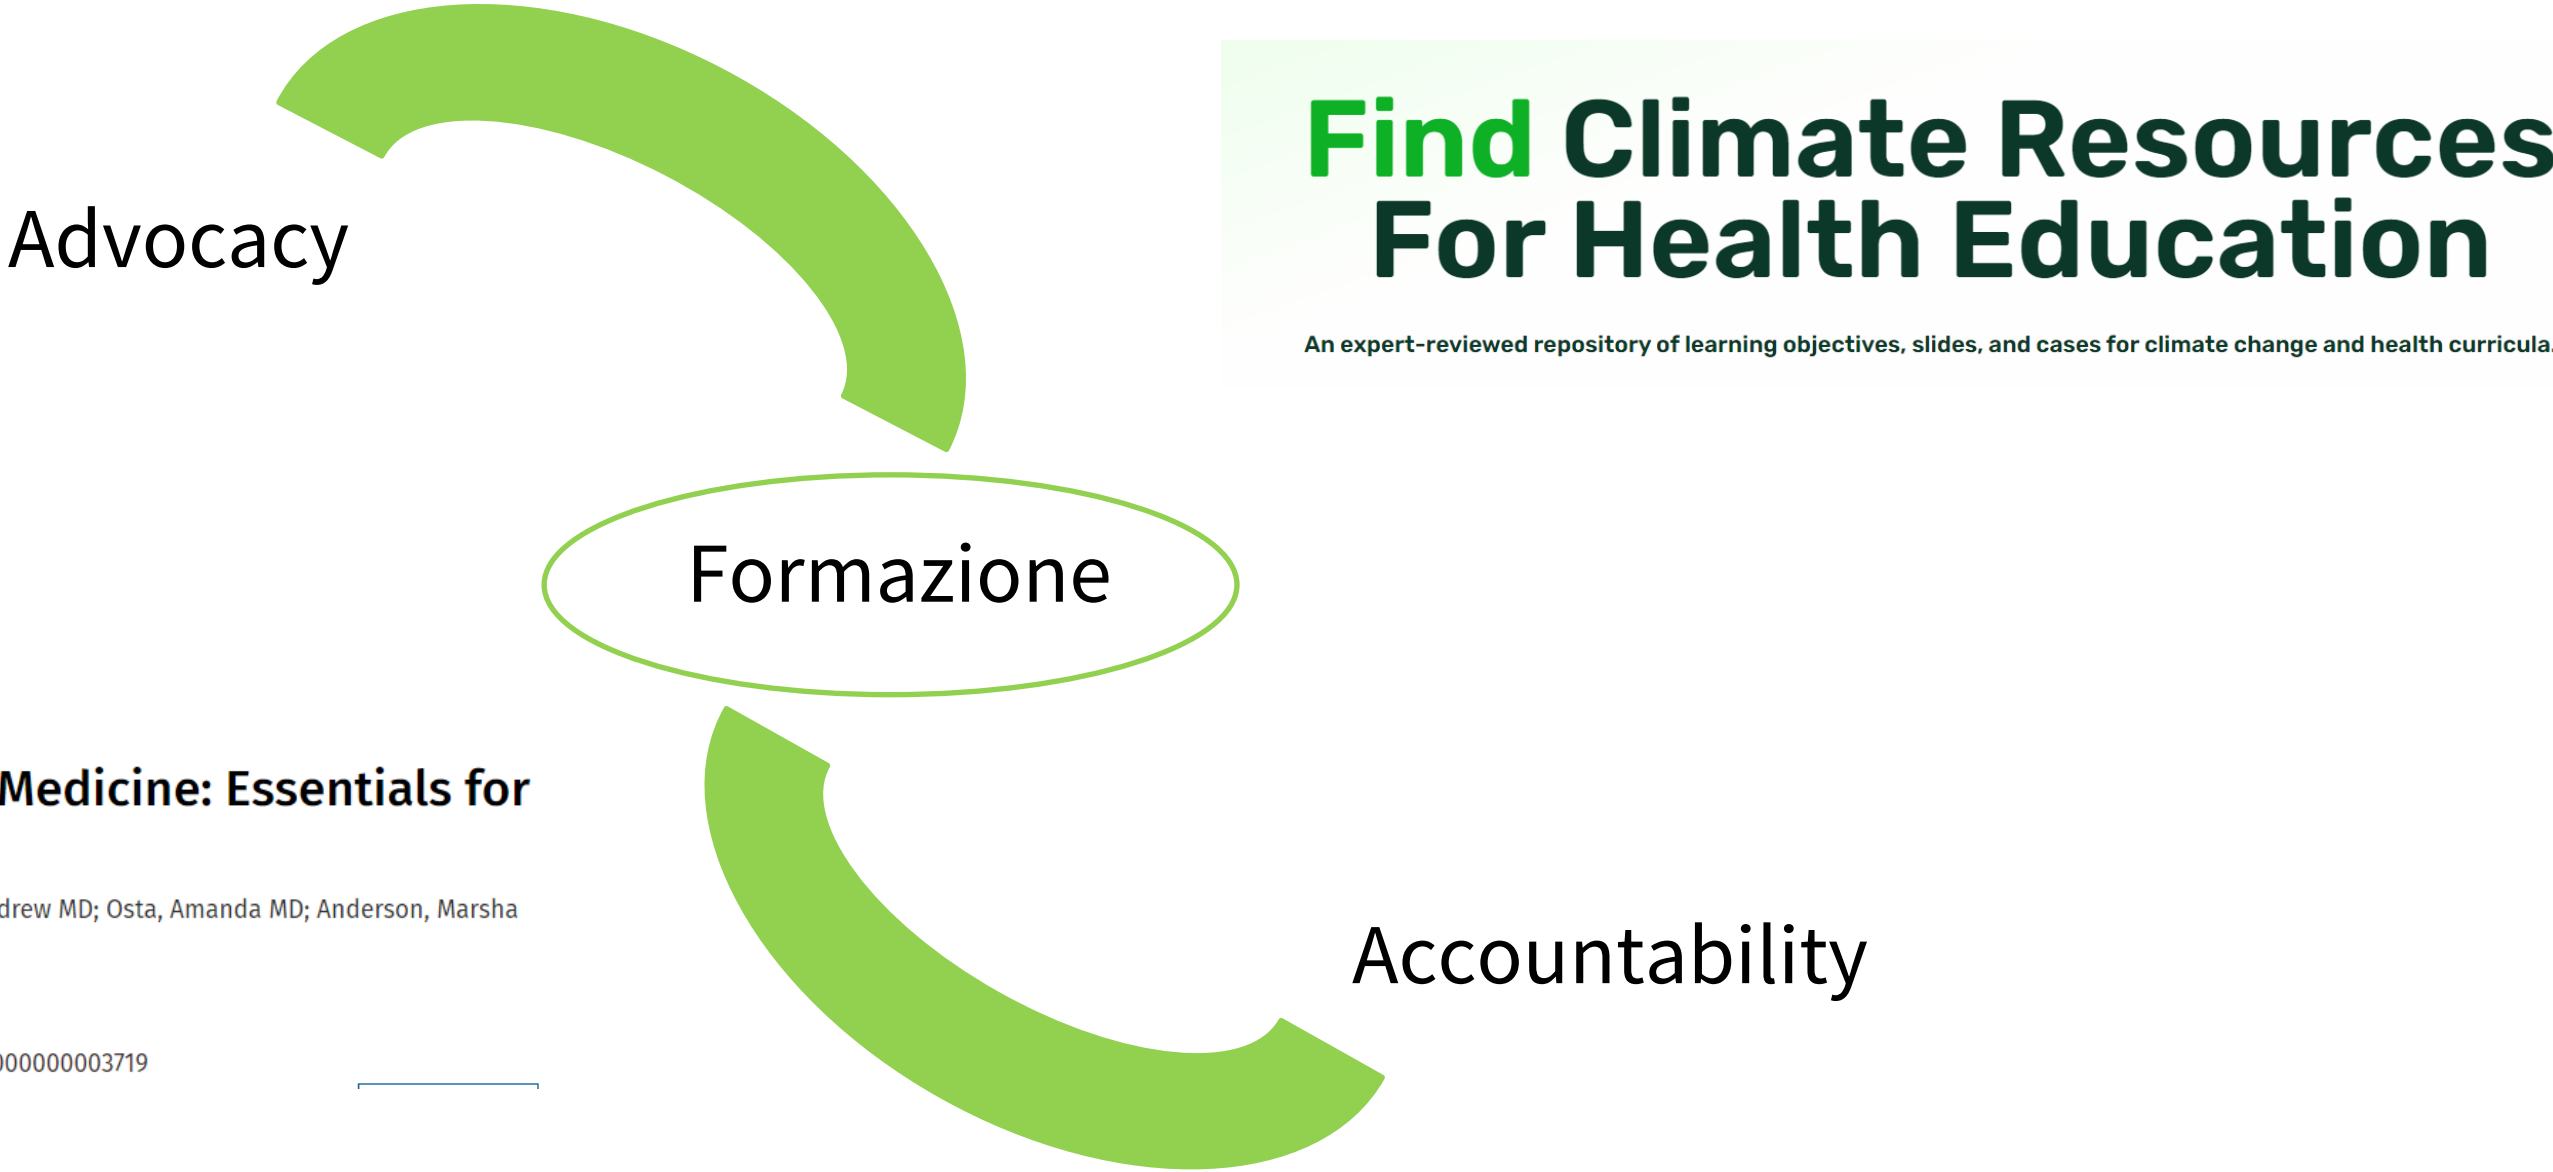 Find Climate Resources
For Health Education
An expert-reviewed repository of learning objectives, slides, and cases for climate change and health curricula.
Advocacy
Formazione
Medicine: Essentials for
drew MD; Osta, Amanda MD; Anderson, Marsha
000000003719
Accountability